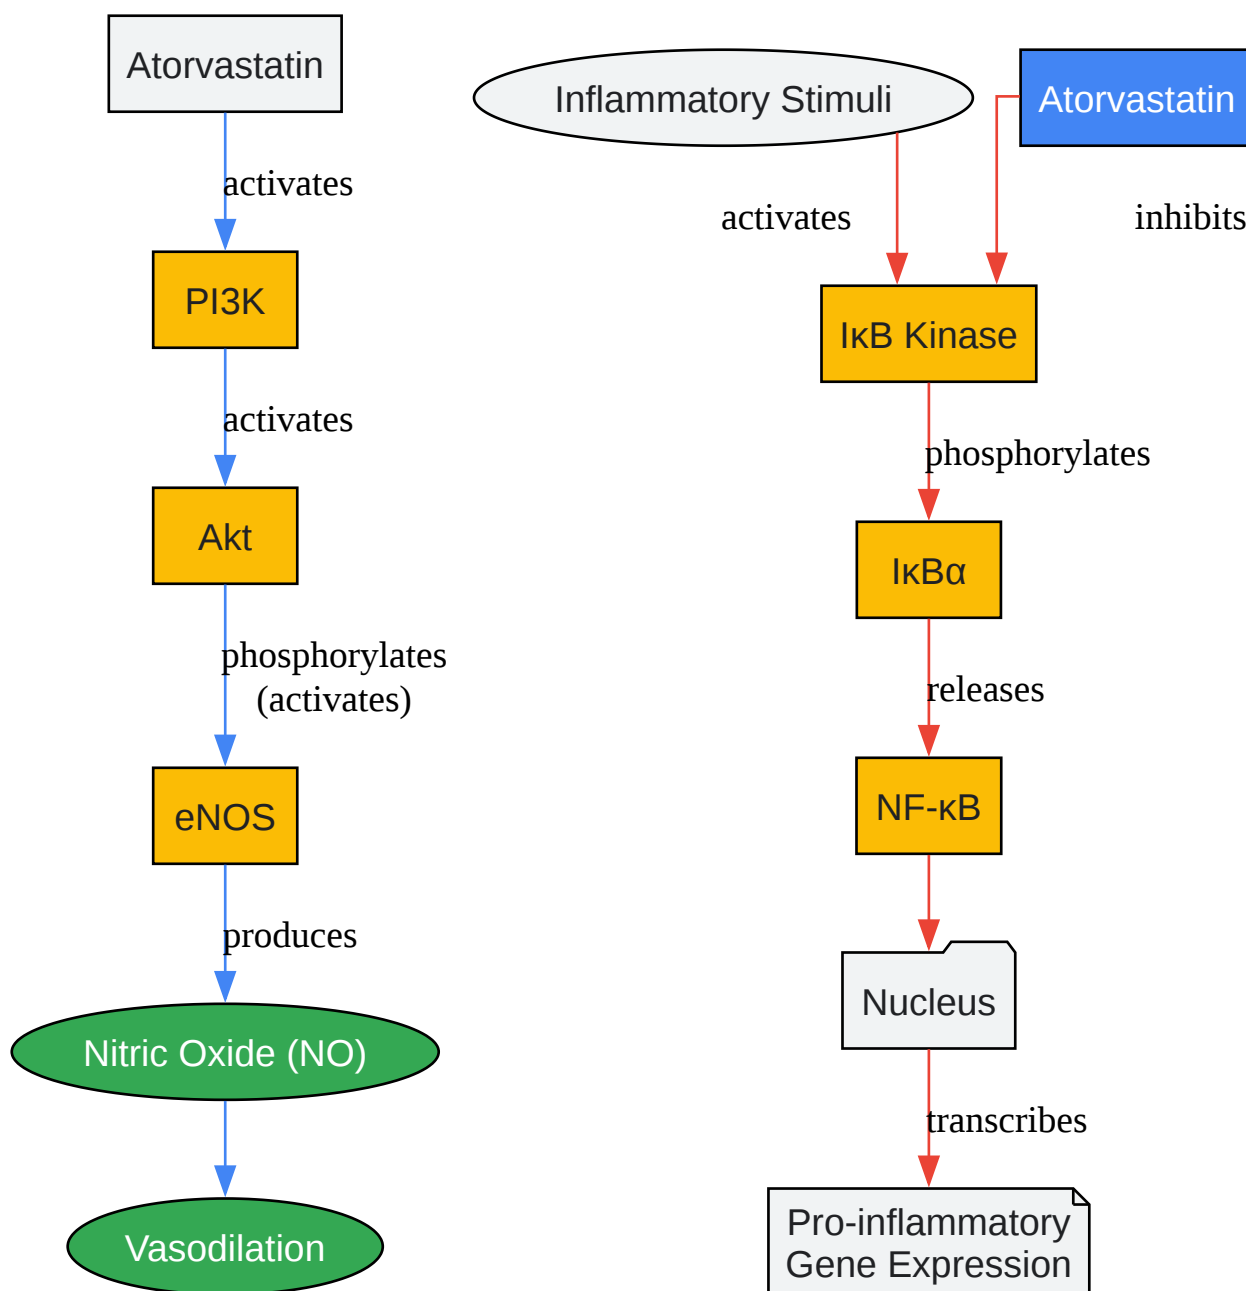 Atorvastatin
activates
PI3K
activates
Akt
phosphorylates
(activates)
eNOS
produces
Nitric Oxide (NO)
Vasodilation
Inflammatory Stimuli
Atorvastatin
activates
inhibits
IκB Kinase
phosphorylates
IκBα
releases
NF-κB
Nucleus
transcribes
Pro-inflammatory
Gene Expression